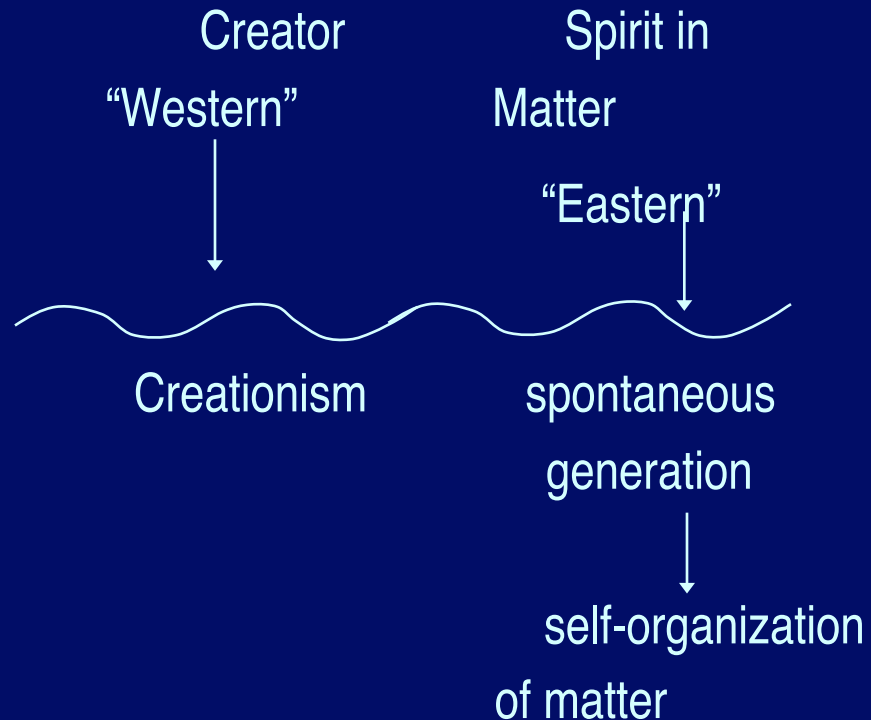 Creator
“Western”
Spirit in
Matter
“Eastern”
Creationism
spontaneous
generation
self-organization
of matter